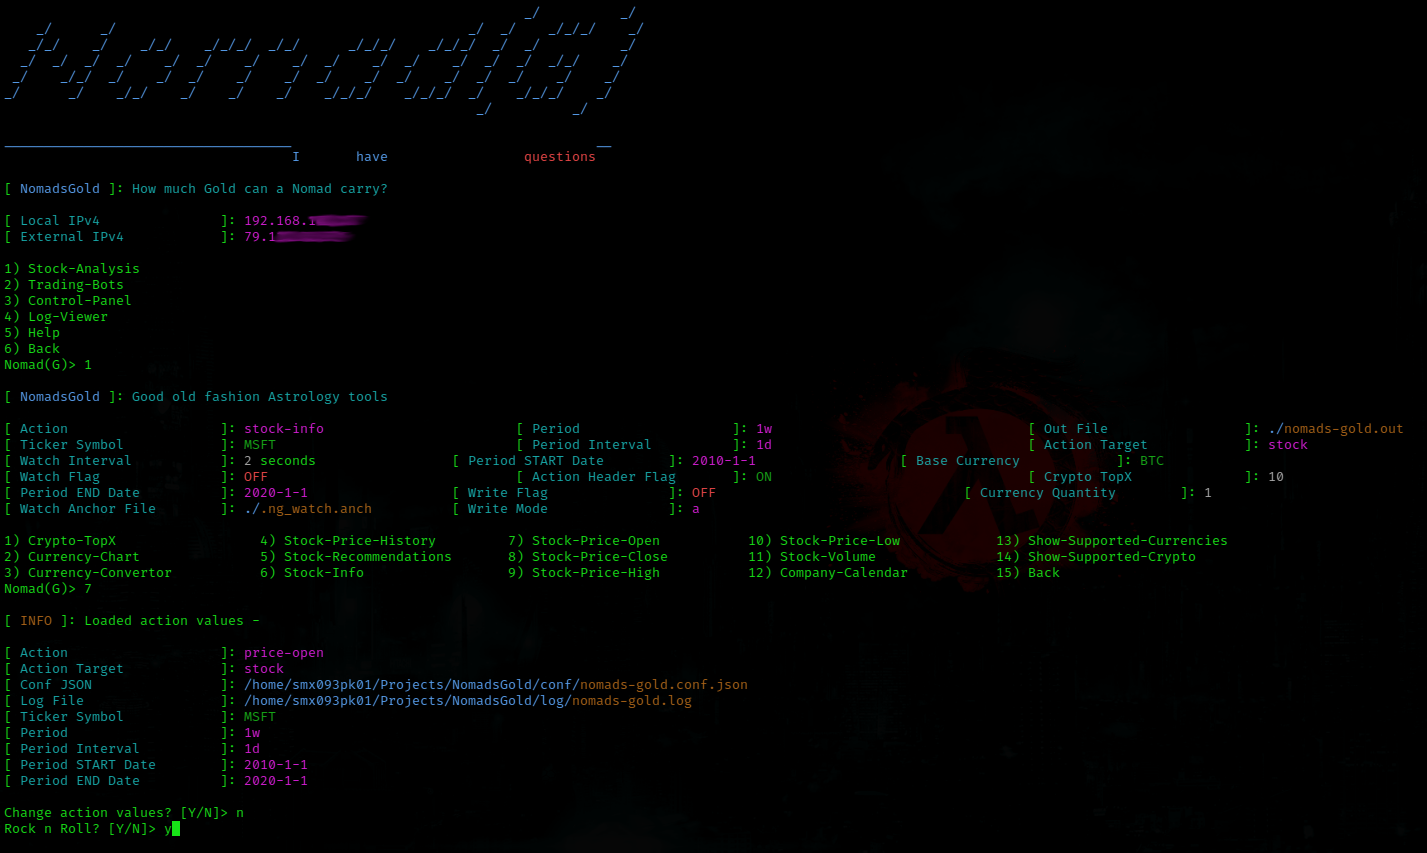 Nomad(G)
I have questions
[ NomadsGold ]: How much Gold can a Nomad carry?
[ Local IPv4 ]: 192.168.1
[ External IPv4 ]: 79.1
1) Stock-Analysis
2) Trading-Bots
3) Control-Panel
4) Log-Viewer
5) Help
6) Back
Nomad(G)> 1
[ NomadsGold ]: Good old fashion Astrology tools
[ Action ]: stock-info [ Period ]: 1w [ Out File ]: ./nomads-gold.out
[ Ticker Symbol ]: MSFT [ Period Interval ]: 1d [ Action Target ]: stock
[ Watch Interval ]: 2 seconds [ Period START Date ]: 2010-1-1 [ Base Currency ]: BTC
[ Watch Flag ]: OFF [ Action Header Flag ]: ON [ Crypto TopX ]: 10
[ Period END Date ]: 2020-1-1 [ Write Flag ]: OFF [ Currency Quantity ]: 1
[ Watch Anchor File ]: ./.ng_watch.anch [ Write Mode ]: a
1) Crypto-TopX 4) Stock-Price-History 7) Stock-Price-Open 10) Stock-Price-Low 13) Show-Supported-Currencies
2) Currency-Chart 5) Stock-Recommendations 8) Stock-Price-Close 11) Stock-Volume 14) Show-Supported-Crypto
3) Currency-Convertor 6) Stock-Info 9) Stock-Price-High 12) Company-Calendar 15) Back
Nomad(G)> 7
[ INFO ]: Loaded action values -
[ Action ]: price-open
[ Action Target ]: stock
[ Conf JSON ]: /home/smx093pk01/Projects/NomadsGold/conf/nomads-gold.conf.json
[ Log File ]: /home/smx093pk01/Projects/NomadsGold/log/nomads-gold.log
[ Ticker Symbol ]: MSFT
[ Period ]: 1w
[ Period Interval ]: 1d
[ Period START Date ]: 2010-1-1
[ Period END Date ]: 2020-1-1
Change action values? [Y/N]> n
Rock n Roll? [Y/N]> y